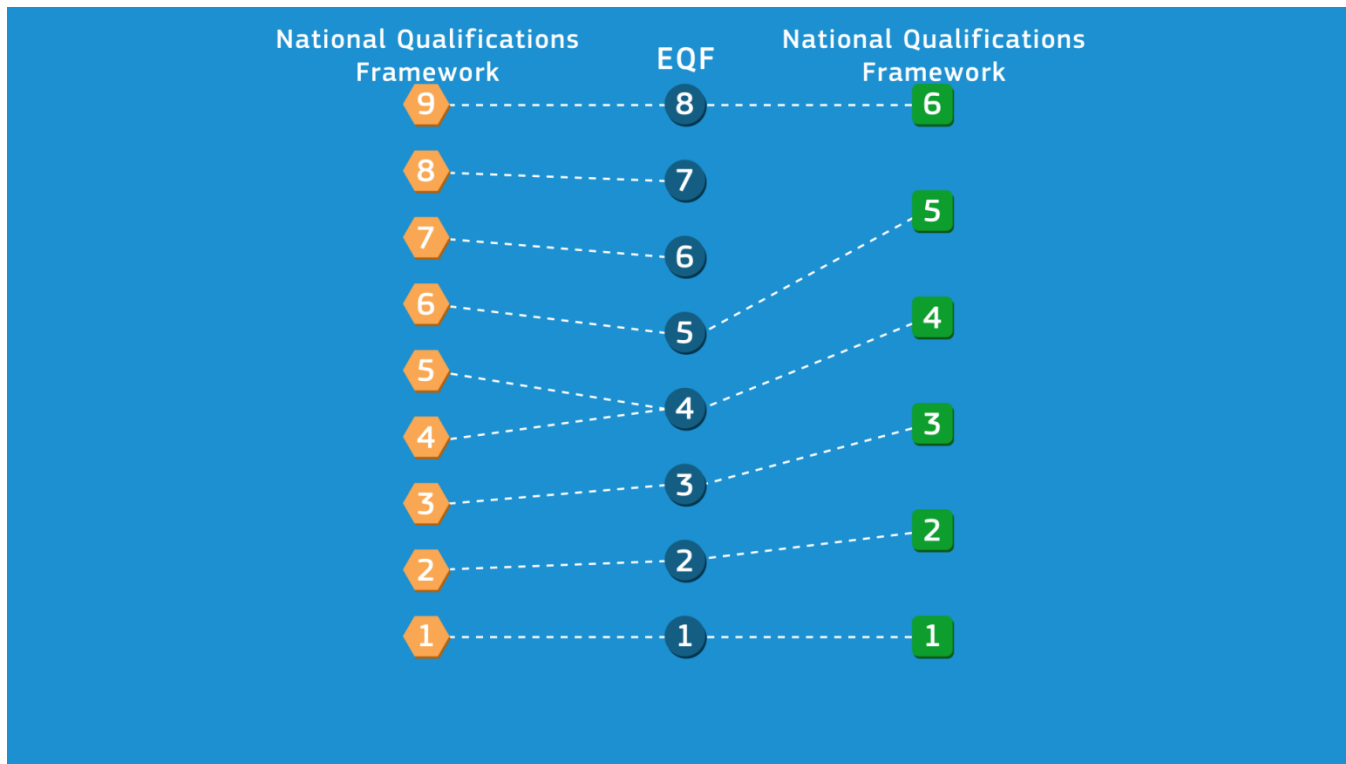 National Qualifications
Framework
EQF
National Qualifications
Framework
9 8 6
8 7
7 6 5
6 5 4
5
4 4
3 3 3
2 2 2
1 1 1